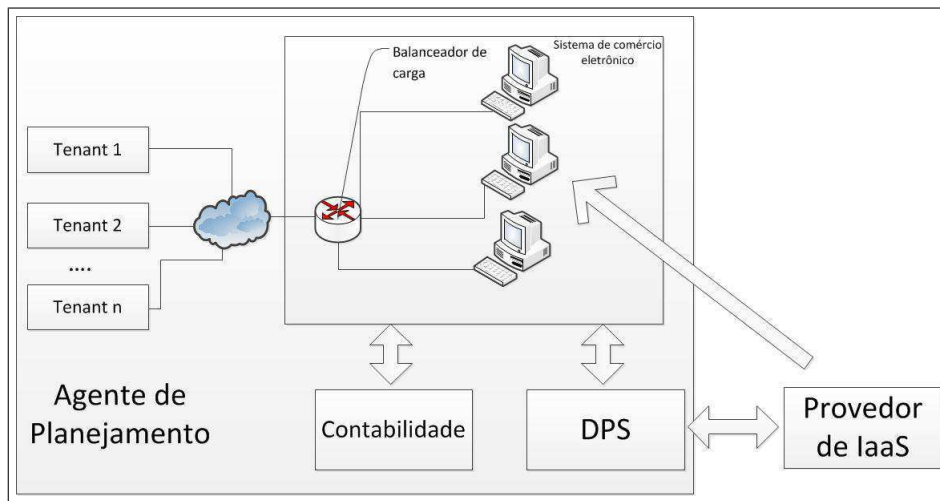 Balanceador de
carga
Sistema de comércio
eletrônico
Tenant 1
Tenant 2
....
Tenant n
Agente de
Planejamento
Contabilidade
DPS
Provedor
de IaaS